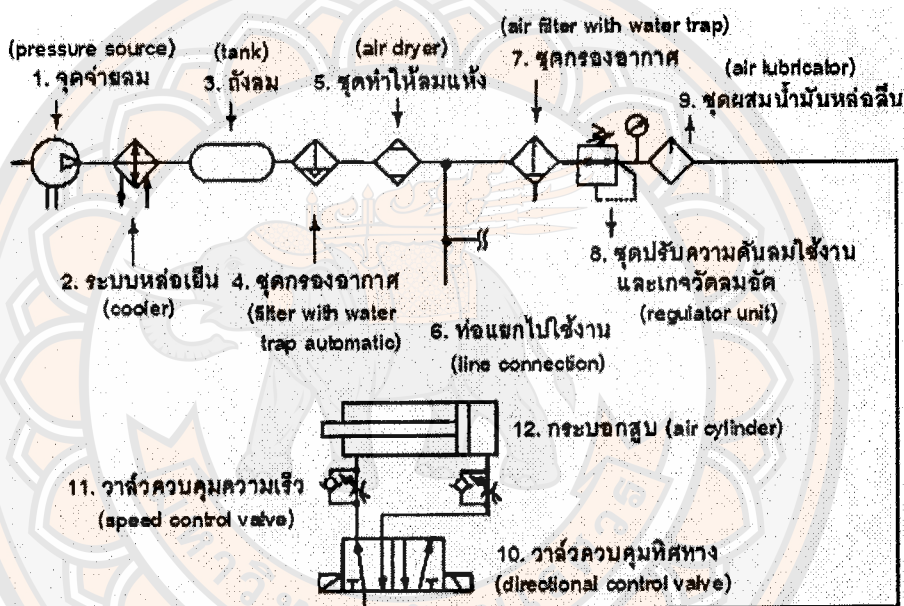 (pressure source)
1. จุดจ่ายลม
(tank)
3. ถังลม
(air dryer)
5. ชุดทำให้ลมแห้ง
(air filter with water trap)
7. ชุดกรองอากาศ
(air lubricator)
9. ชุดผสมน้ำมันหล่อลื่น
2. ระบบหล่อเย็น
(cooler)
4. ชุดกรองอากาศ
(filter with water
trap automatic)
6. ท่อแยกไปใช้งาน
(line connection)
8. ชุดปรับความดันลมใช้งาน
และเกจวัดลมอัด
(regulator unit)
12. กระบอกสูบ (air cylinder)
11. วาล์วควบคุมความเร็ว
(speed control valve)
10. วาล์วควบคุมทิศทาง
(directional control valve)